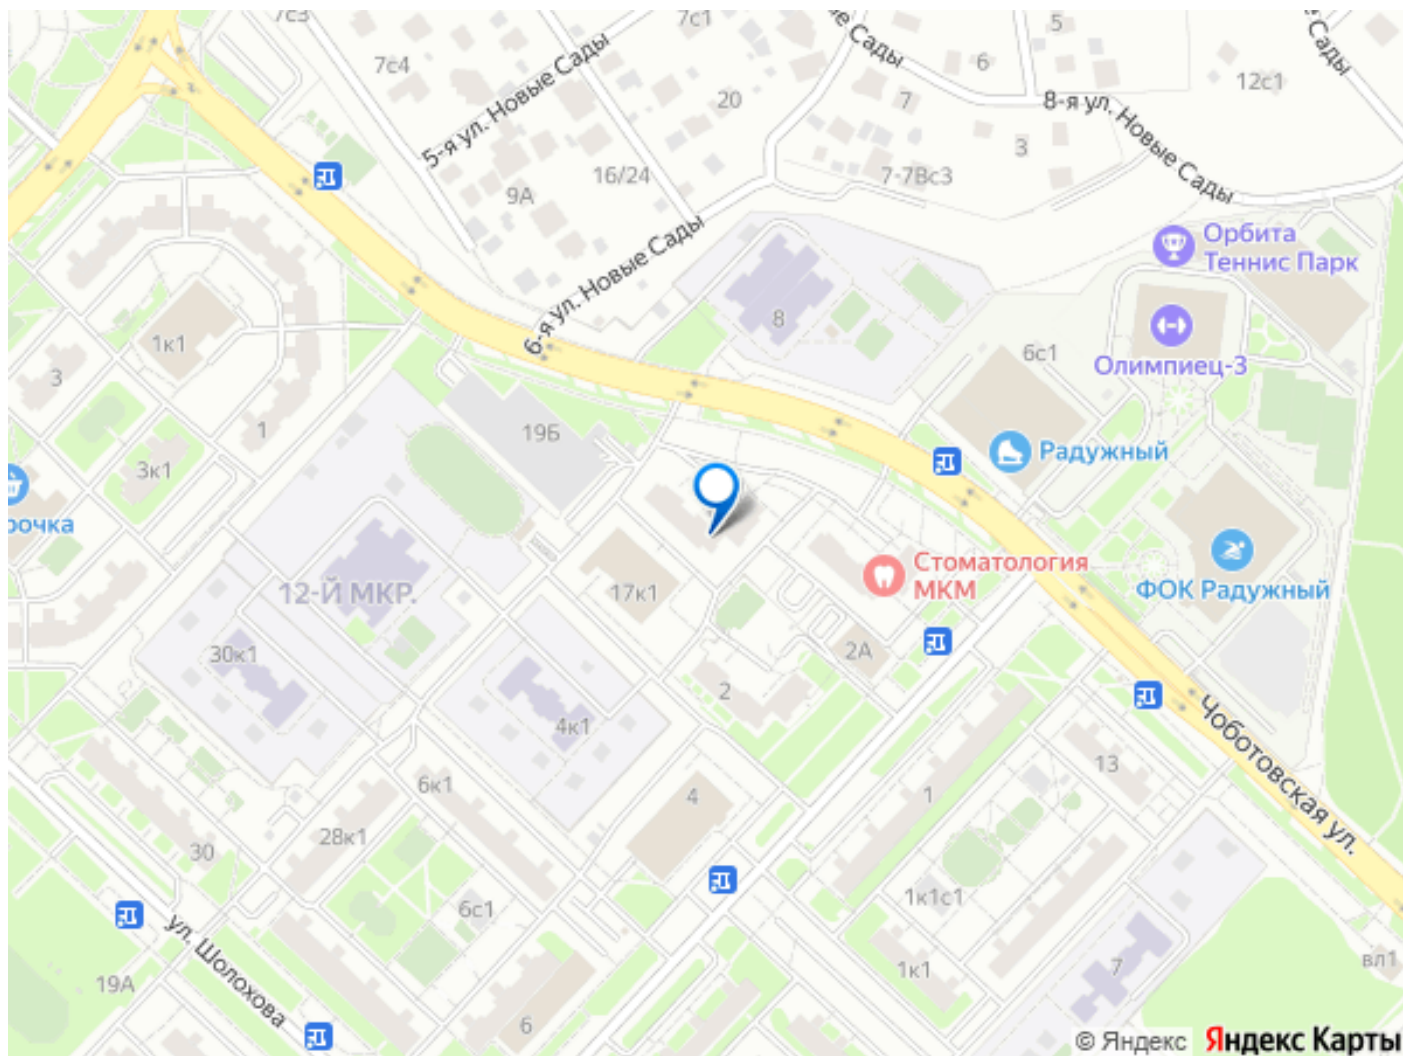 7с3
7с1
5
7с4
5-я ул. Новые Сады
20
7
6
8-я ул. Новые Сады
12с1
Сады
ые Сады
9А
16/24
3
7-7Вс3
6-я ул. Новые Сады
Орбита
Теннис Парк
8
6с1
Олимпиец-3
1к1
3
1
19Б
3к1
Радужный
рочка
12-Й МКР.
17к1
Стоматология
МКМ
ФОК Радужный
30к1
2А
2
4к1
Чоботовская ул.
13
6к1
4
1
28к1
30
1к1с1
6с1
ул. Шолохова
19А
6
1к1
7
вл1
© Яндекс
Яндекс Карты